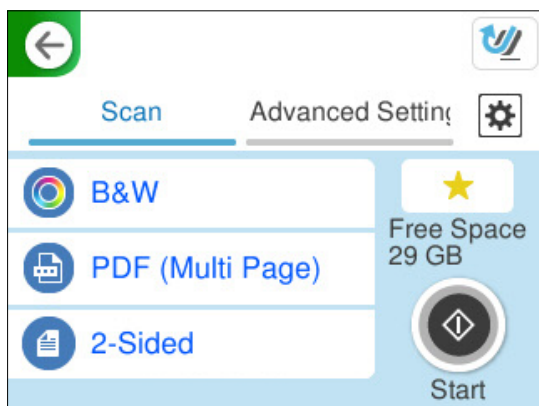 Scan
Advanced Setting
B&W
PDF (Multi Page)
2-Sided
Free Space
29 GB
Start